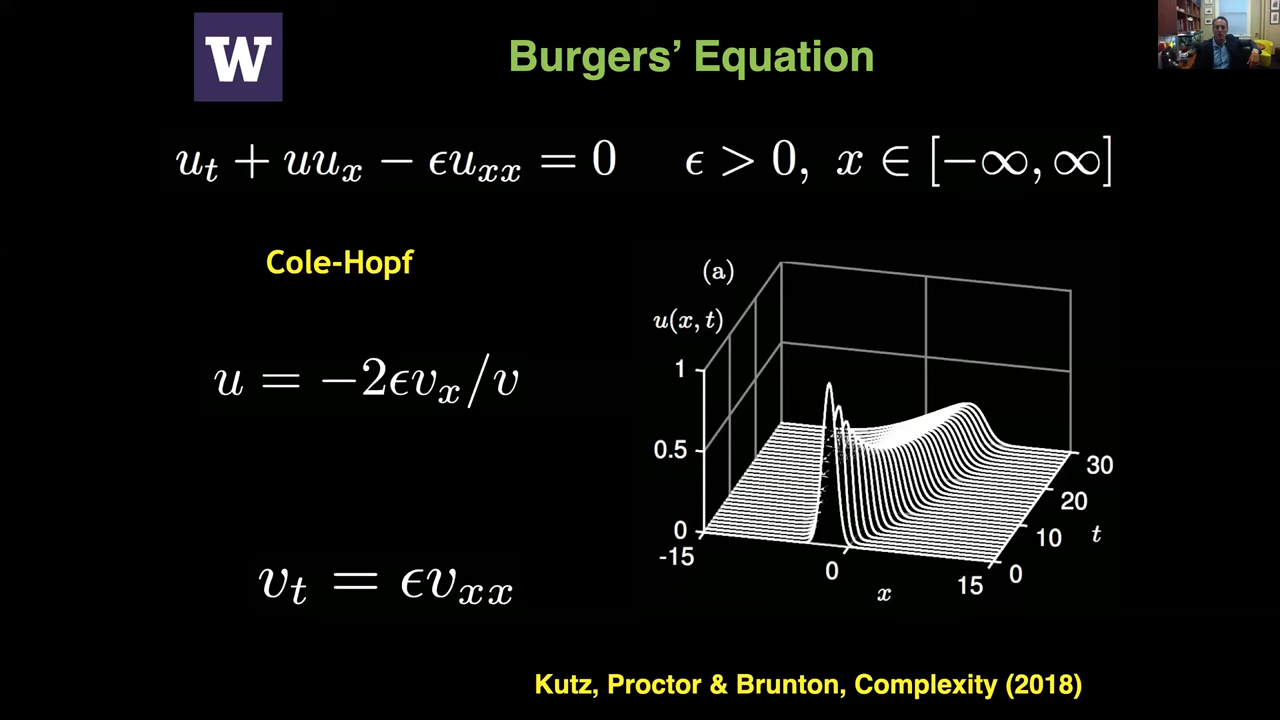 W
Burgers' Equation
u_t + uu_x − ϵu_xx = 0    ϵ > 0, x ∈ [−∞, ∞]
Cole-Hopf
(a)
u(x, t)
u = −2ϵv_x/v
1
0.5
0
-15
0
15
x
0
10
20
30
t
v_t = ϵv_xx
Kutz, Proctor & Brunton, Complexity (2018)